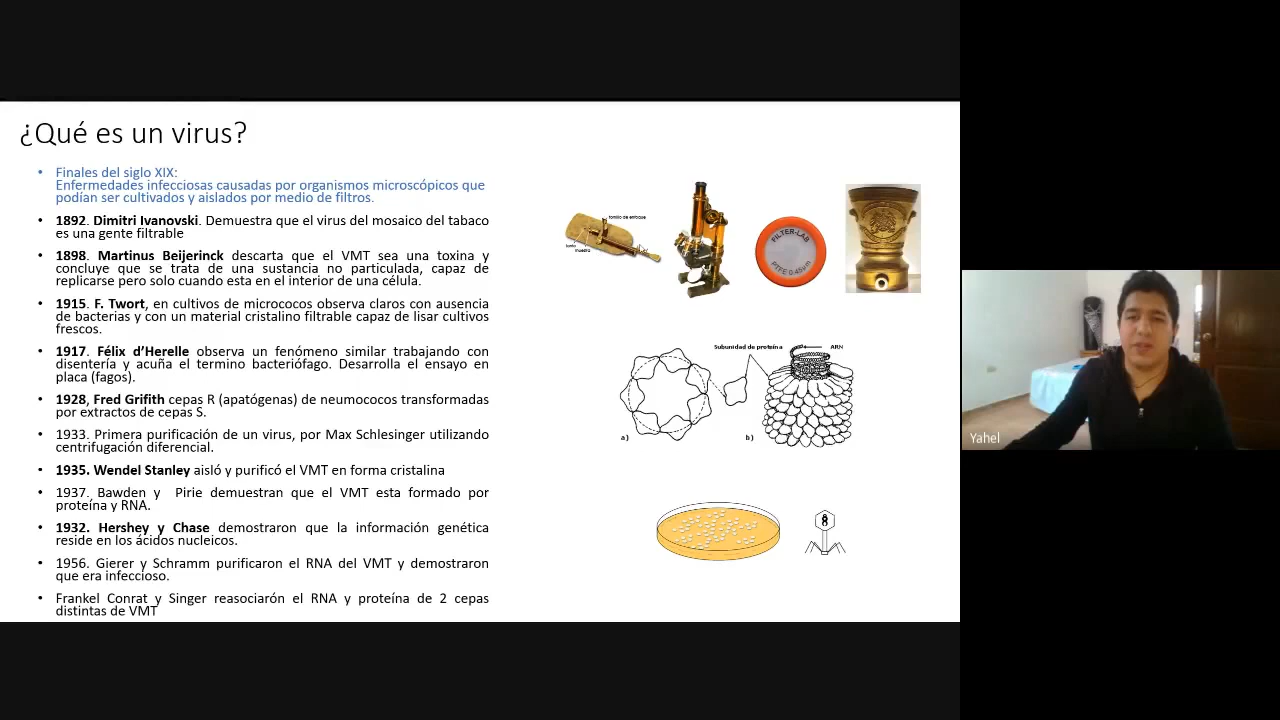 ¿Qué es un virus?
• Finales del siglo XIX:
Enfermedades infecciosas causadas por organismos microscópicos que
podían ser cultivados y aislados por medio de filtros.
• 1892. Dimitri Ivanovski. Demuestra que el virus del mosaico del tabaco
es una gente filtrable
• 1898. Martinus Beijerinck descarta que el VMT sea una toxina y
concluye que se trata de una sustancia no particulada, capaz de
replicarse pero solo cuando esta en el interior de una célula.
• 1915. F. Twort, en cultivos de micrococos observa claros con ausencia
de bacterias y con un material cristalino filtrable capaz de lisar cultivos
frescos.
• 1917. Félix d’Herelle observa un fenómeno similar trabajando con
disentería y acuña el termino bacteriófago. Desarrolla el ensayo en
placa (fagos).
• 1928, Fred Grifith cepas R (apatógenas) de neumococos transformadas
por extractos de cepas S.
• 1933. Primera purificación de un virus, por Max Schlesinger utilizando
centrifugación diferencial.
• 1935. Wendel Stanley aisló y purificó el VMT en forma cristalina
• 1937. Bawden y Pirie demuestran que el VMT esta formado por
proteína y RNA.
• 1932. Hershey y Chase demostraron que la información genética
reside en los ácidos nucleicos.
• 1956. Gierer y Schramm purificaron el RNA del VMT y demostraron
que era infeccioso.
• Frankel Conrat y Singer reasociarón el RNA y proteína de 2 cepas
distintas de VMT
tornillo de enfoque
lente
muestra
FILTER-LAB
PTFE 0.45µm
Subunidad de proteína
ARN
a)
b)
Yahel